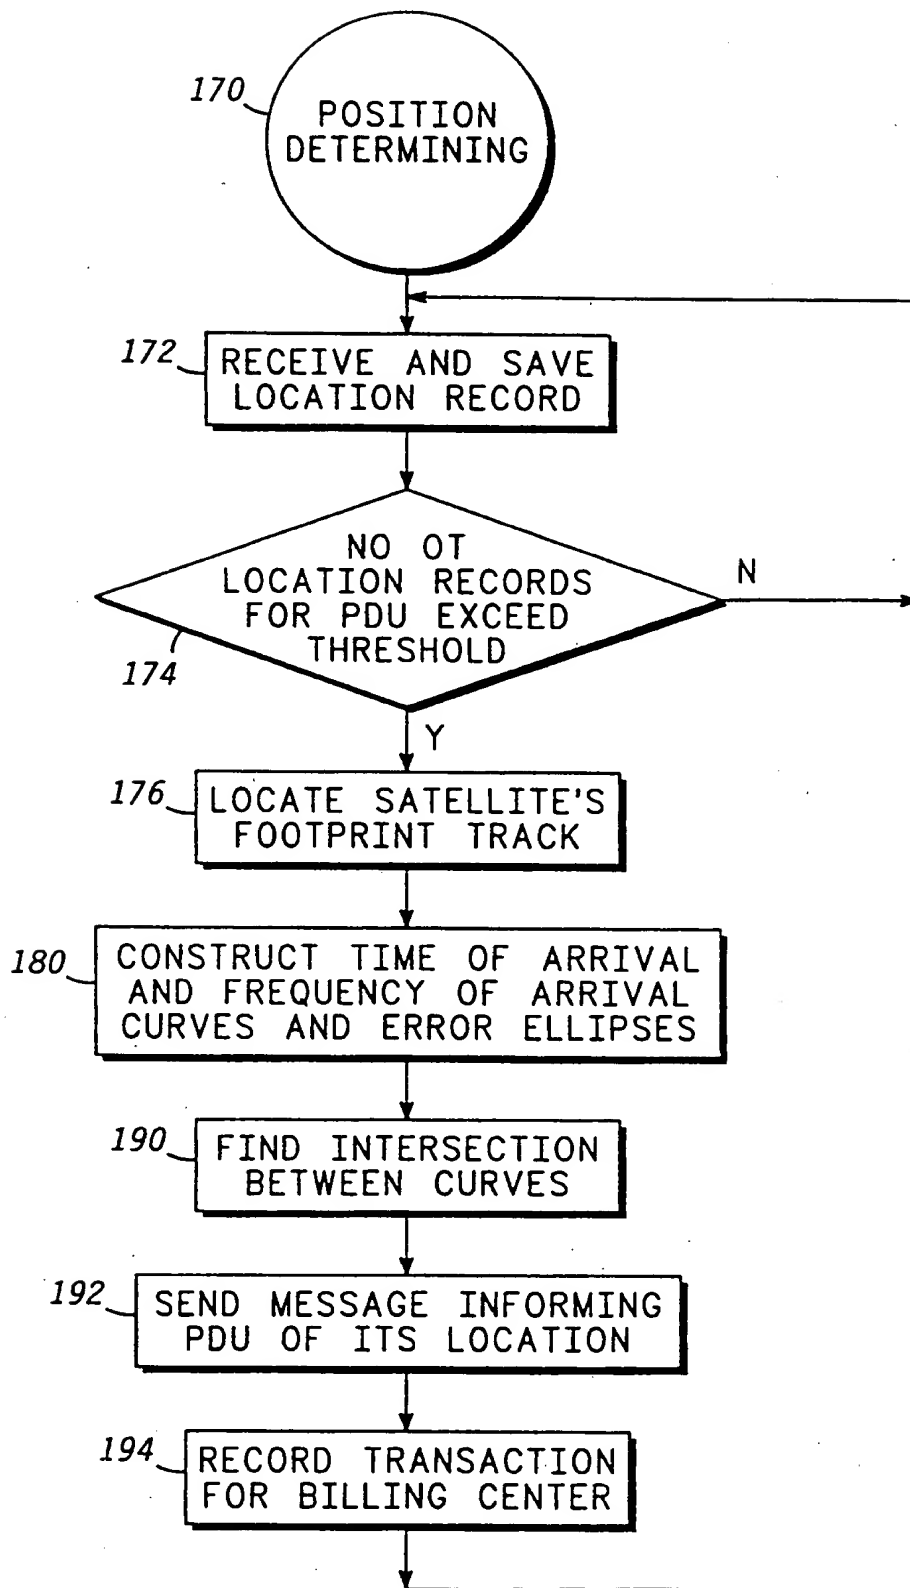 170
POSITION
DETERMINING
172
RECEIVE AND SAVE
LOCATION RECORD
NO OT
LOCATION RECORDS
FOR PDU EXCEED
THRESHOLD
N
174
Y
176
LOCATE SATELLITE'S
FOOTPRINT TRACK
180
CONSTRUCT TIME OF ARRIVAL
AND FREQUENCY OF ARRIVAL
CURVES AND ERROR ELLIPSES
190
FIND INTERSECTION
BETWEEN CURVES
192
SEND MESSAGE INFORMING
PDU OF ITS LOCATION
194
RECORD TRANSACTION
FOR BILLING CENTER